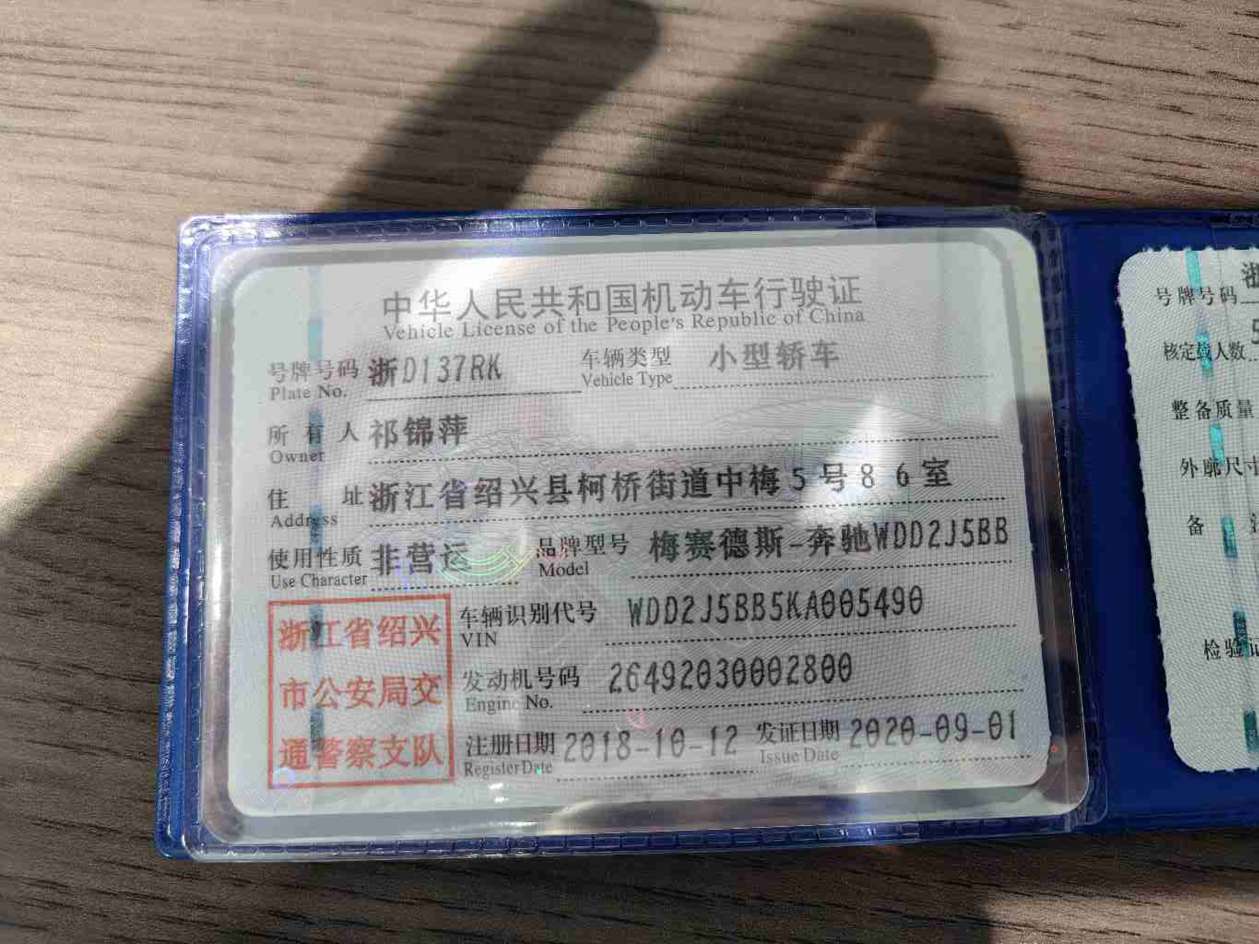 中华人民共和国机动车行驶证
Vehicle License of the People's Republic of China
号牌号码 浙D137RK 车辆类型 小型轿车
Plate No. Vehicle Type
所有人 祁锦萍
Owner
住址 浙江省绍兴县柯桥街道中梅5号86室
Address
使用性质 非营运 品牌型号 梅赛德斯-奔驰WDD2J5BB
Use Character Model
浙江省绍兴
市公安局交
通警察支队
车辆识别代号 WDD2J5BB5KA005490
VIN
发动机号码 26492030002800
Engine No.
注册日期 2018-10-12 发证日期 2020-09-01
Register Date Issue Date
号牌号码 浙
核定载人数 5
整备质量
外廓尺寸
备
检验记